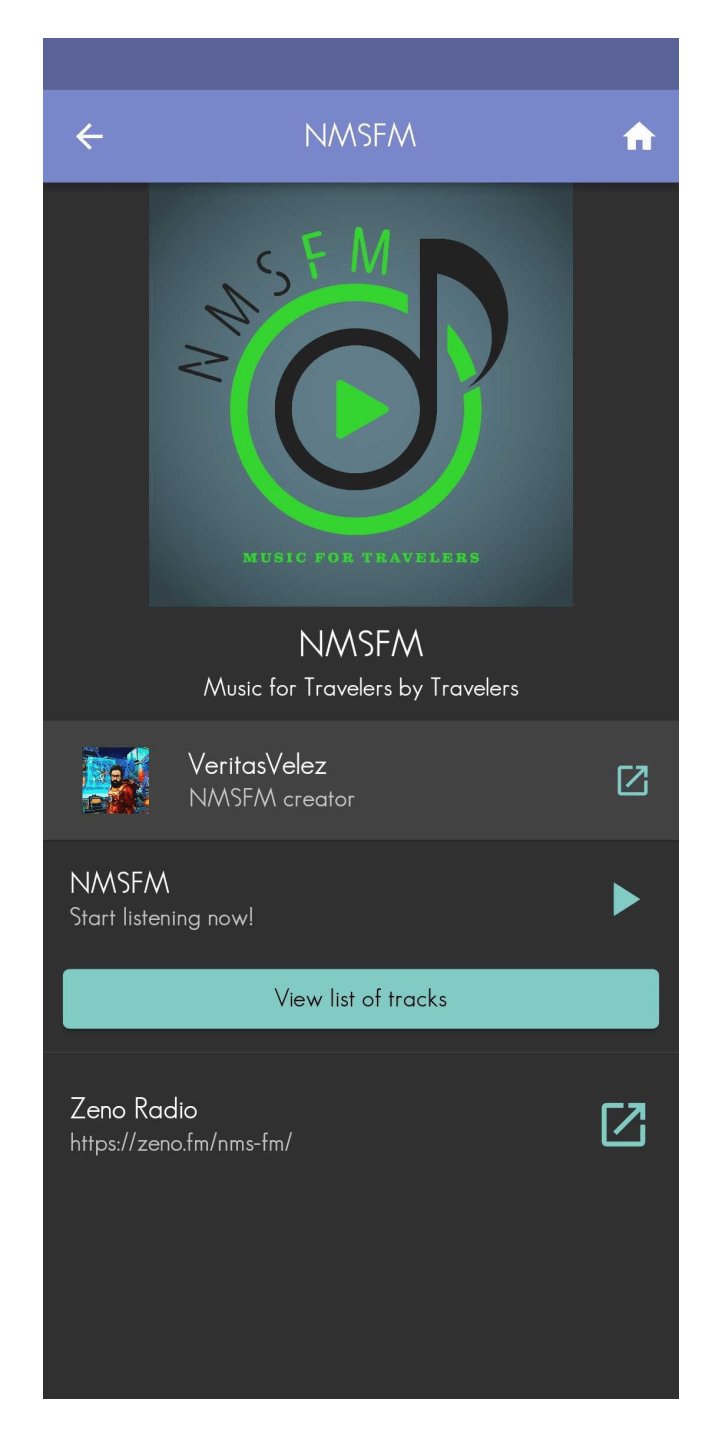 NMSFM
NMSFM
MUSIC FOR TRAVELERS
NMSFM
Music for Travelers by Travelers
VeritasVelez
NMSFM creator
NMSFM
Start listening now!
View list of tracks
Zeno Radio
https://zeno.fm/nms-fm/